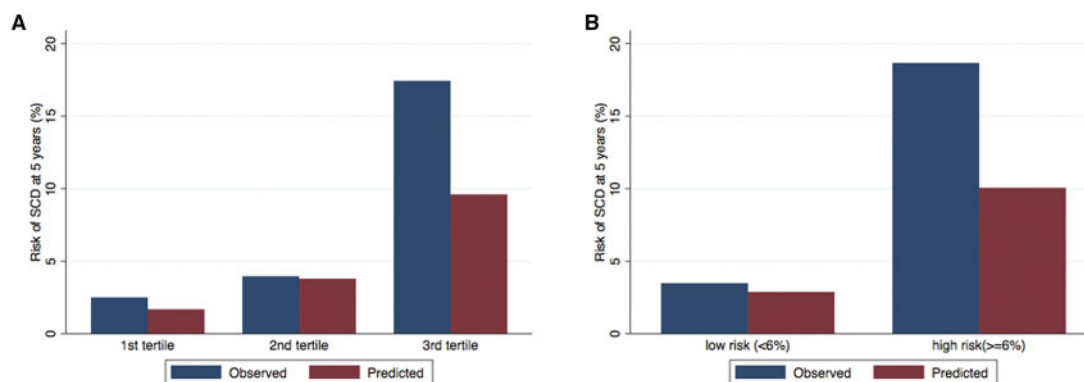 A
Risk of SCD at 5 years (%)
20
15
10
5
0
1st tertile 2nd tertile 3rd tertile
Observed Predicted
B
Risk of SCD at 5 years (%)
20
15
10
5
0
low risk (<6%) high risk(>=6%)
Observed Predicted